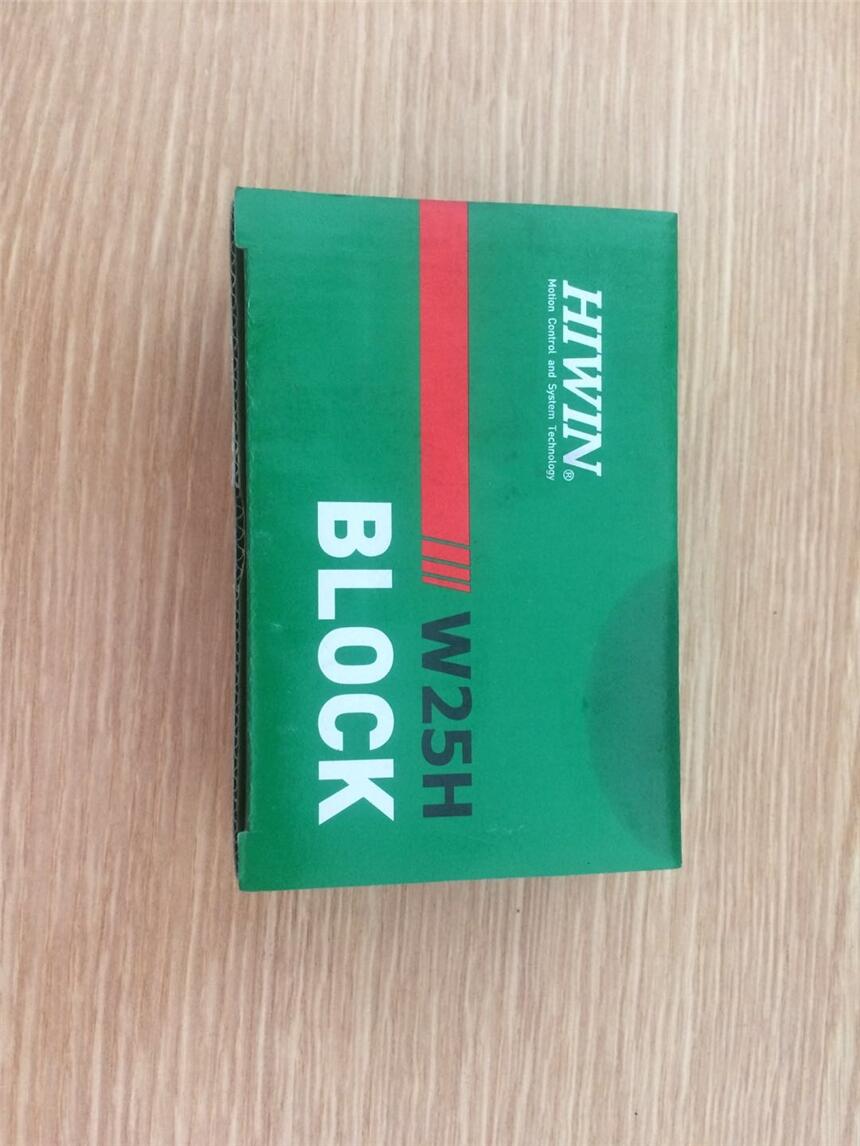 HIWIN®
Motion Control and System Technology
W25H
BLOCK